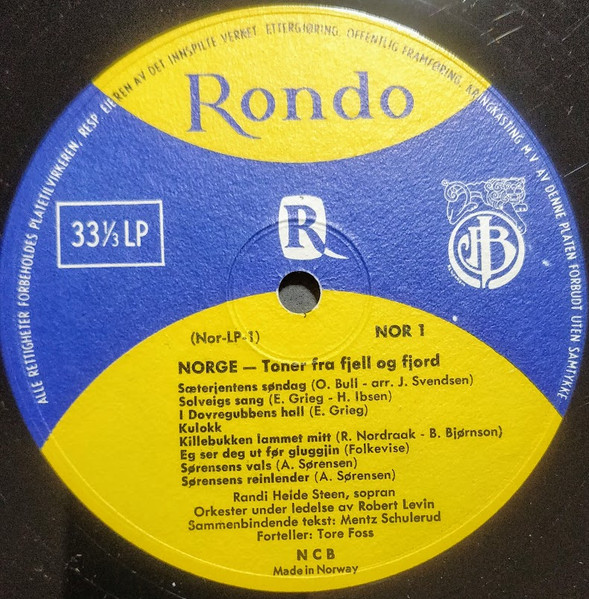 ALLE RETTIGHETER FORBEHOLDES PLATETILVIRKEREN, RESP. EIEREN AV DET INNSPILTE VERKET. ETTERGJØRING, OFFENTLIG FRAMFØRING, KRINGKASTING M.V. AV DENNE PLATEN FORBUDT UTEN SAMTYKKE
Rondo
33⅓ LP
R
JB
(Nor-LP-1) NOR 1
NORGE — Toner fra fjell og fjord
Sæterjentens søndag (O. Bull - arr. J. Svendsen)
Solveigs sang (E. Grieg - H. Ibsen)
I Dovregubbens hall (E. Grieg)
Kulokk
Killebukken lammet mitt (R. Nordraak - B. Bjørnson)
Eg ser deg ut før gluggjin (Folkevise)
Sørensens vals (A. Sørensen)
Sørensens reinlender (A. Sørensen)
Randi Heide Steen, sopran
Orkester under ledelse av Robert Levin
Sammenbindende tekst: Mentz Schulerud
Forteller: Tore Foss
NCB
Made in Norway